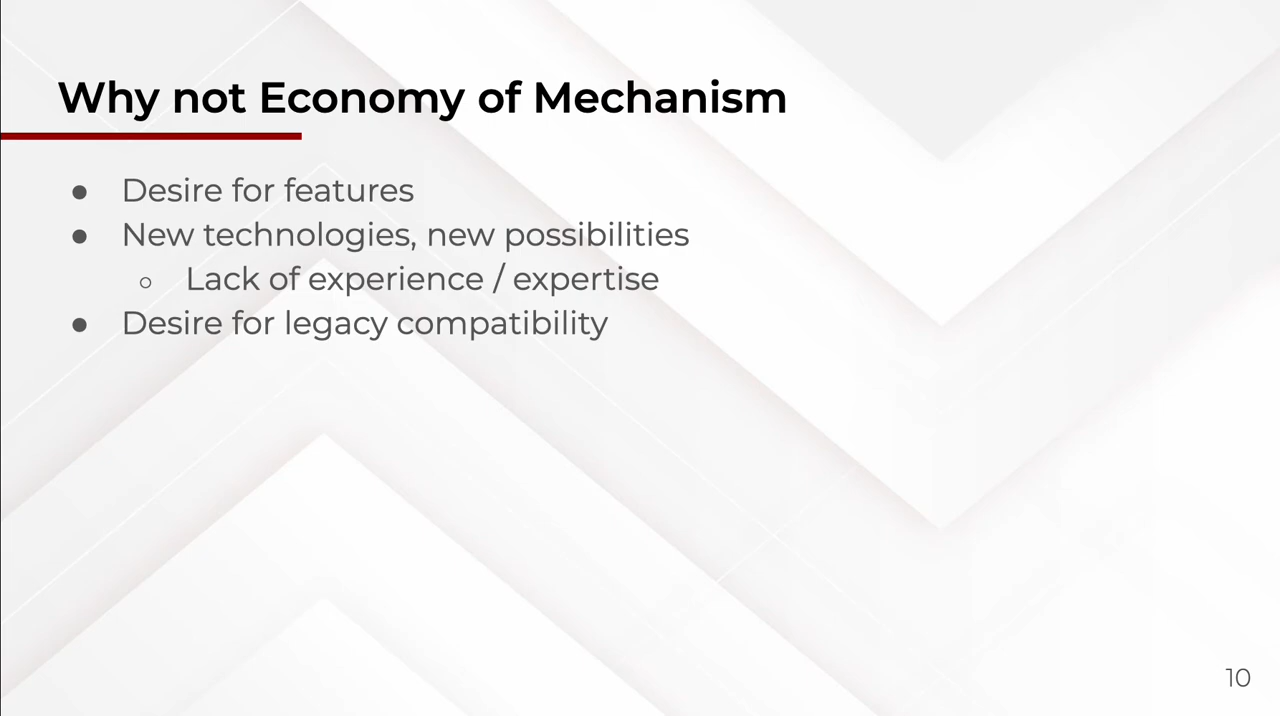 Why not Economy of Mechanism
● Desire for features
● New technologies, new possibilities
○ Lack of experience / expertise
● Desire for legacy compatibility
10